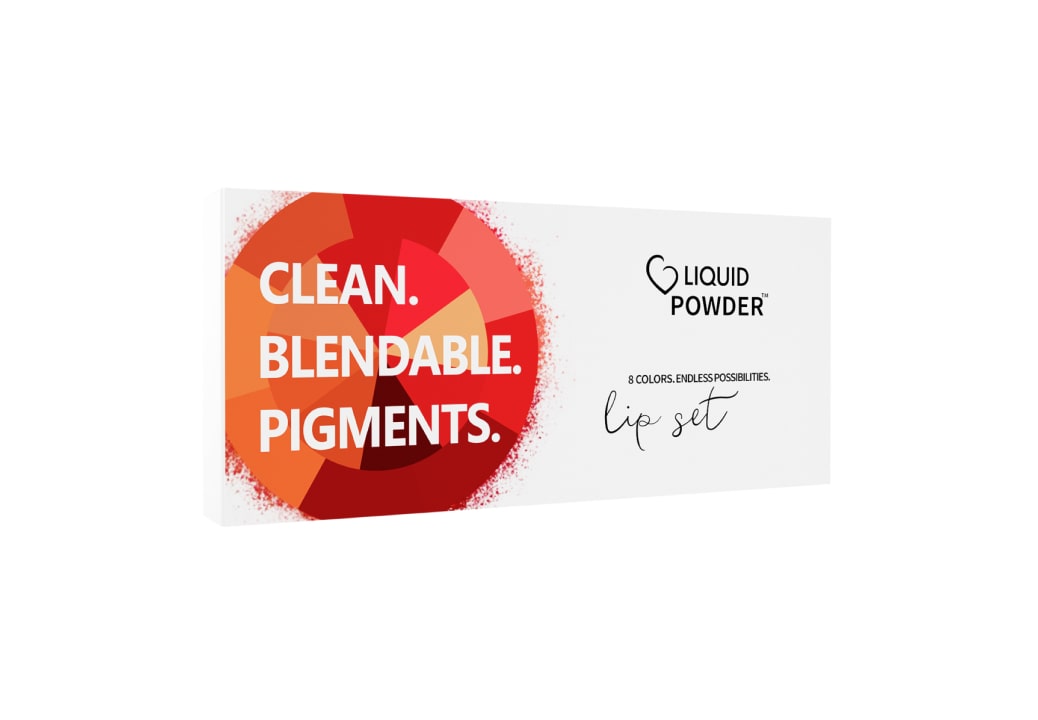 CLEAN.
BLENDABLE.
PIGMENTS.
LIQUID
POWDER™
8 COLORS. ENDLESS POSSIBILITIES.
lip set